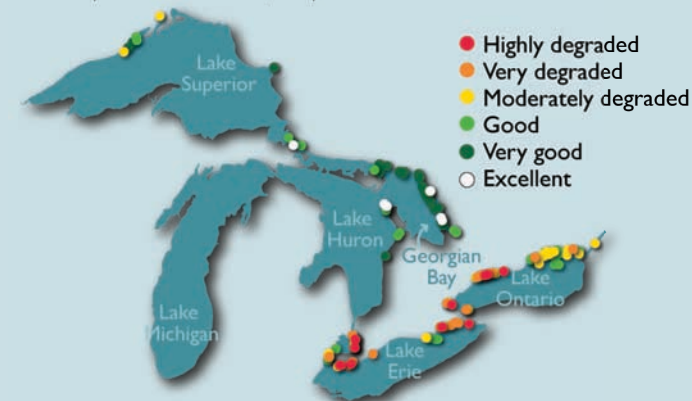 Lake
Superior
Highly degraded
Very degraded
Moderately degraded
Good
Very good
Excellent
Lake
Huron
Georgian
Bay
Lake
Ontario
Lake
Michigan
Lake
Erie